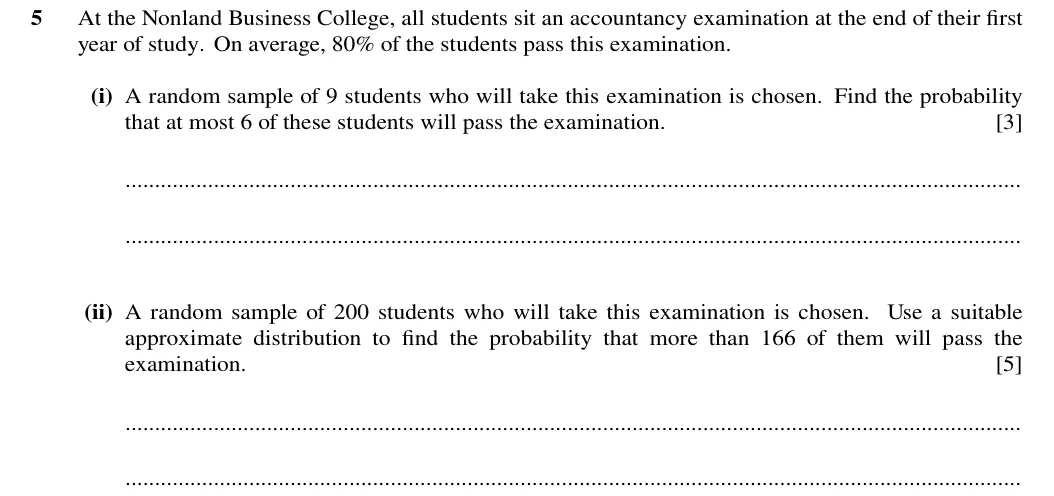 5 At the Nonland Business College, all students sit an accountancy examination at the end of their first
year of study. On average, 80% of the students pass this examination.
(i) A random sample of 9 students who will take this examination is chosen. Find the probability
that at most 6 of these students will pass the examination. [3]
(ii) A random sample of 200 students who will take this examination is chosen. Use a suitable
approximate distribution to find the probability that more than 166 of them will pass the
examination. [5]